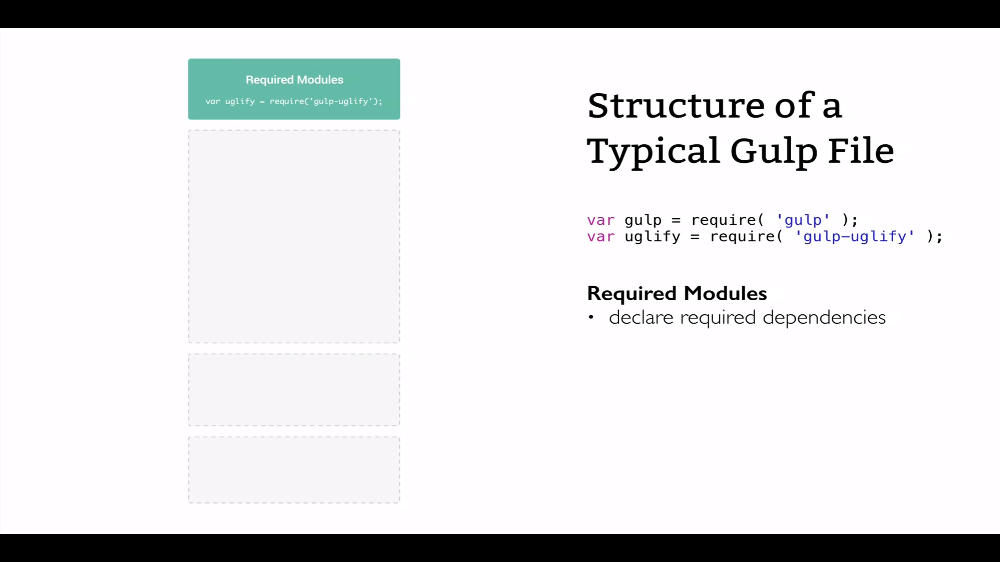 Required Modules
var uglify = require('gulp-uglify');
Structure of a
Typical Gulp File
var gulp = require( 'gulp' );
var uglify = require( 'gulp-uglify' );
Required Modules
• declare required dependencies